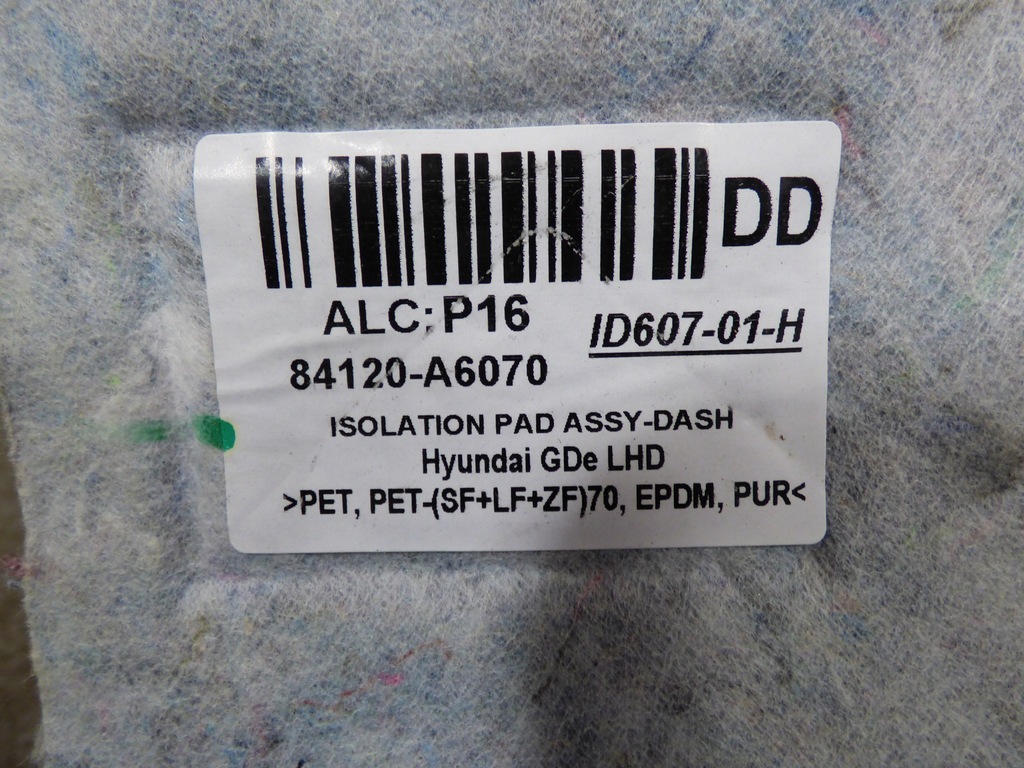 DD
ALC: P16
ID607-01-H
84120-A6070
ISOLATION PAD ASSY-DASH
Hyundai GDe LHD
>PET, PET-(SF+LF+ZF)70, EPDM, PUR<